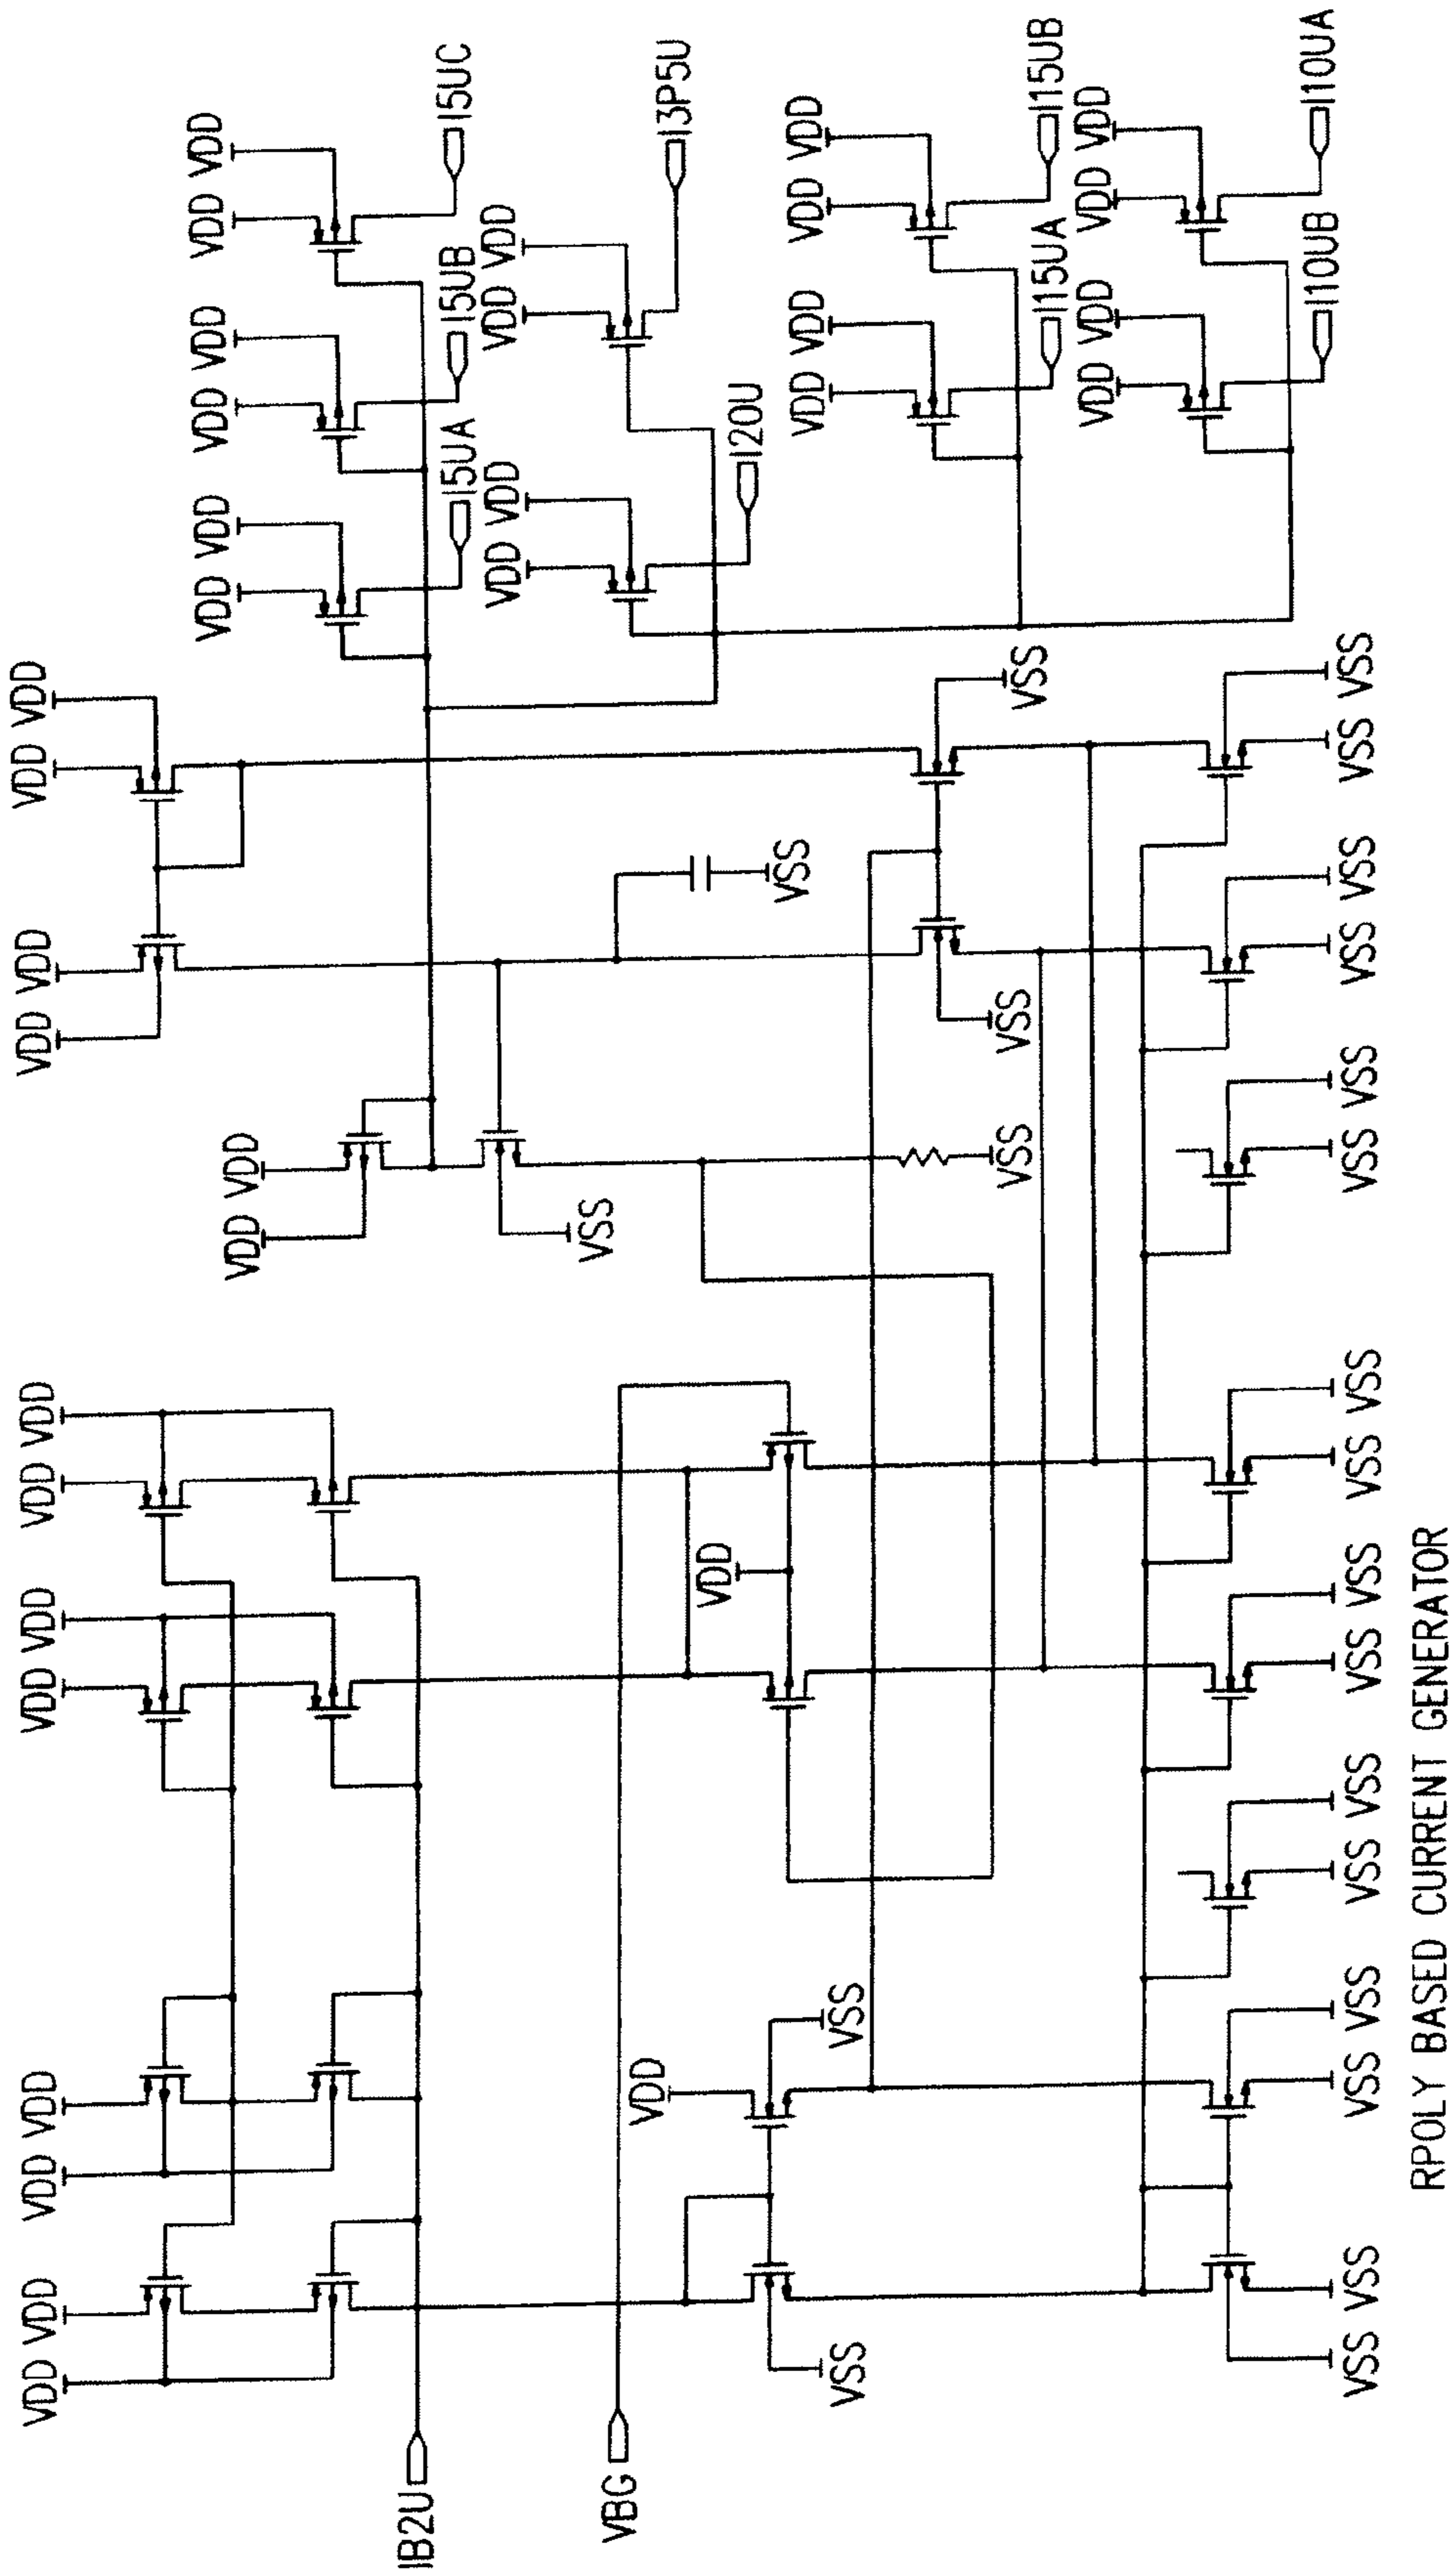 VDD VDD VDD VDD VDD VDD VDD VDD VDD VDD VDD VDD
VDD VDD VDD VDD VDD VDD VDD VDD
IB2U I5UA I5UB I5UC
VDD VDD VDD VDD
VSS
VBG
VDD I3P5U
VDD
I20U
VSS
VDD VDD VDD VDD
VSS VSS
VSS VSS VSS
I15UA I15UB
VDD VDD VDD VDD
I10UB I10UA
VSS VSS VSS VSS VSS VSS VSS VSS VSS VSS VSS VSS VSS VSS VSS VSS
RPOLY BASED CURRENT GENERATOR